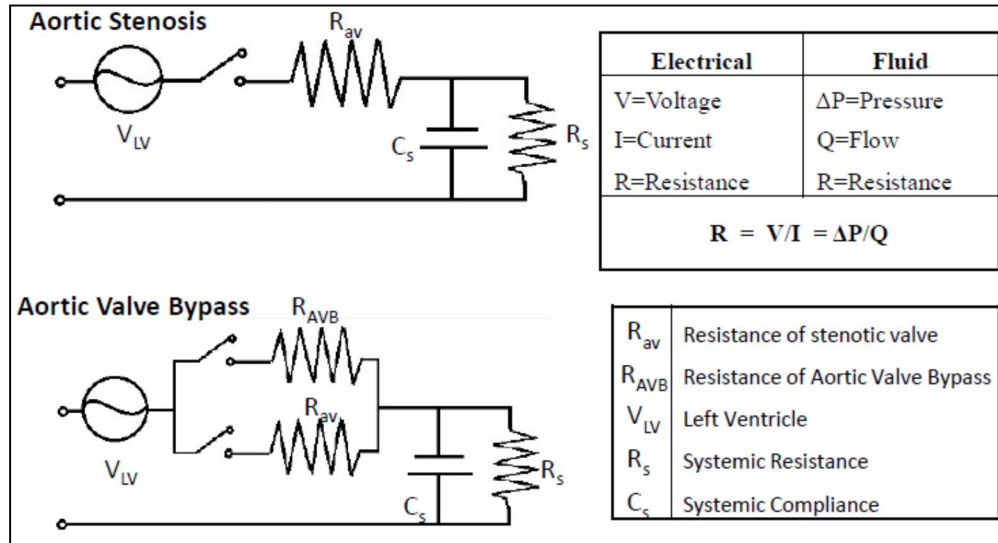 Aortic Stenosis
R_av
V_LV
C_s
R_s
Electrical Fluid
V=Voltage ΔP=Pressure
I=Current Q=Flow
R=Resistance R=Resistance
R = V/I = ΔP/Q
Aortic Valve Bypass
R_AVB
R_av
V_LV
C_s
R_s
R_av Resistance of stenotic valve
R_AVB Resistance of Aortic Valve Bypass
V_LV Left Ventricle
R_s Systemic Resistance
C_s Systemic Compliance